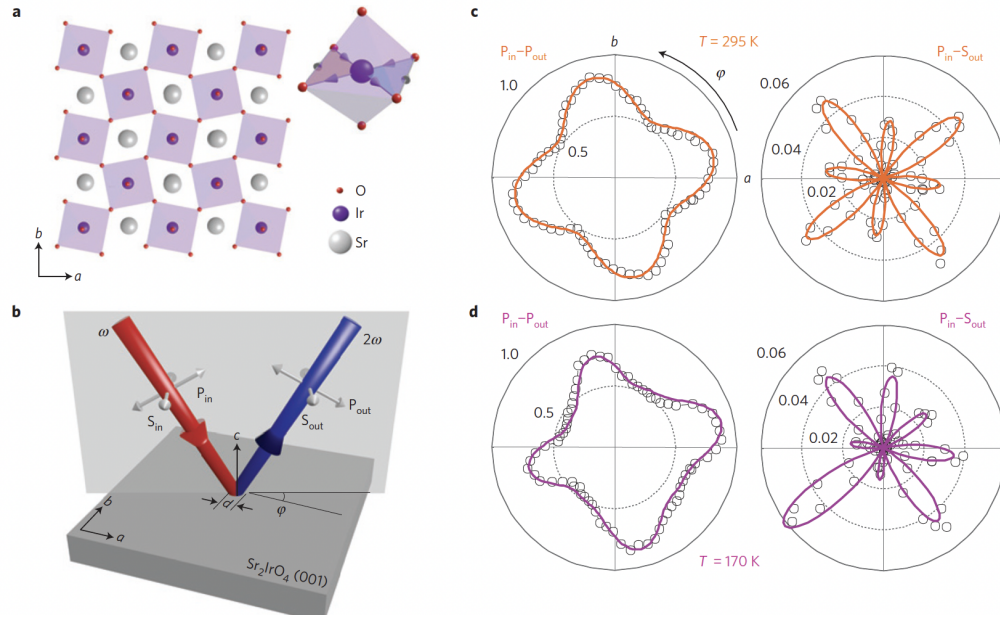 a
O
Ir
Sr
b
a
b
ω
2ω
P_in
S_in
P_out
S_out
c
d
φ
b
a
Sr₂IrO₄ (001)
c
P_in–P_out
b
T = 295 K
φ
1.0
0.5
a
P_in–S_out
0.06
0.04
0.02
d
P_in–P_out
1.0
0.5
T = 170 K
P_in–S_out
0.06
0.04
0.02